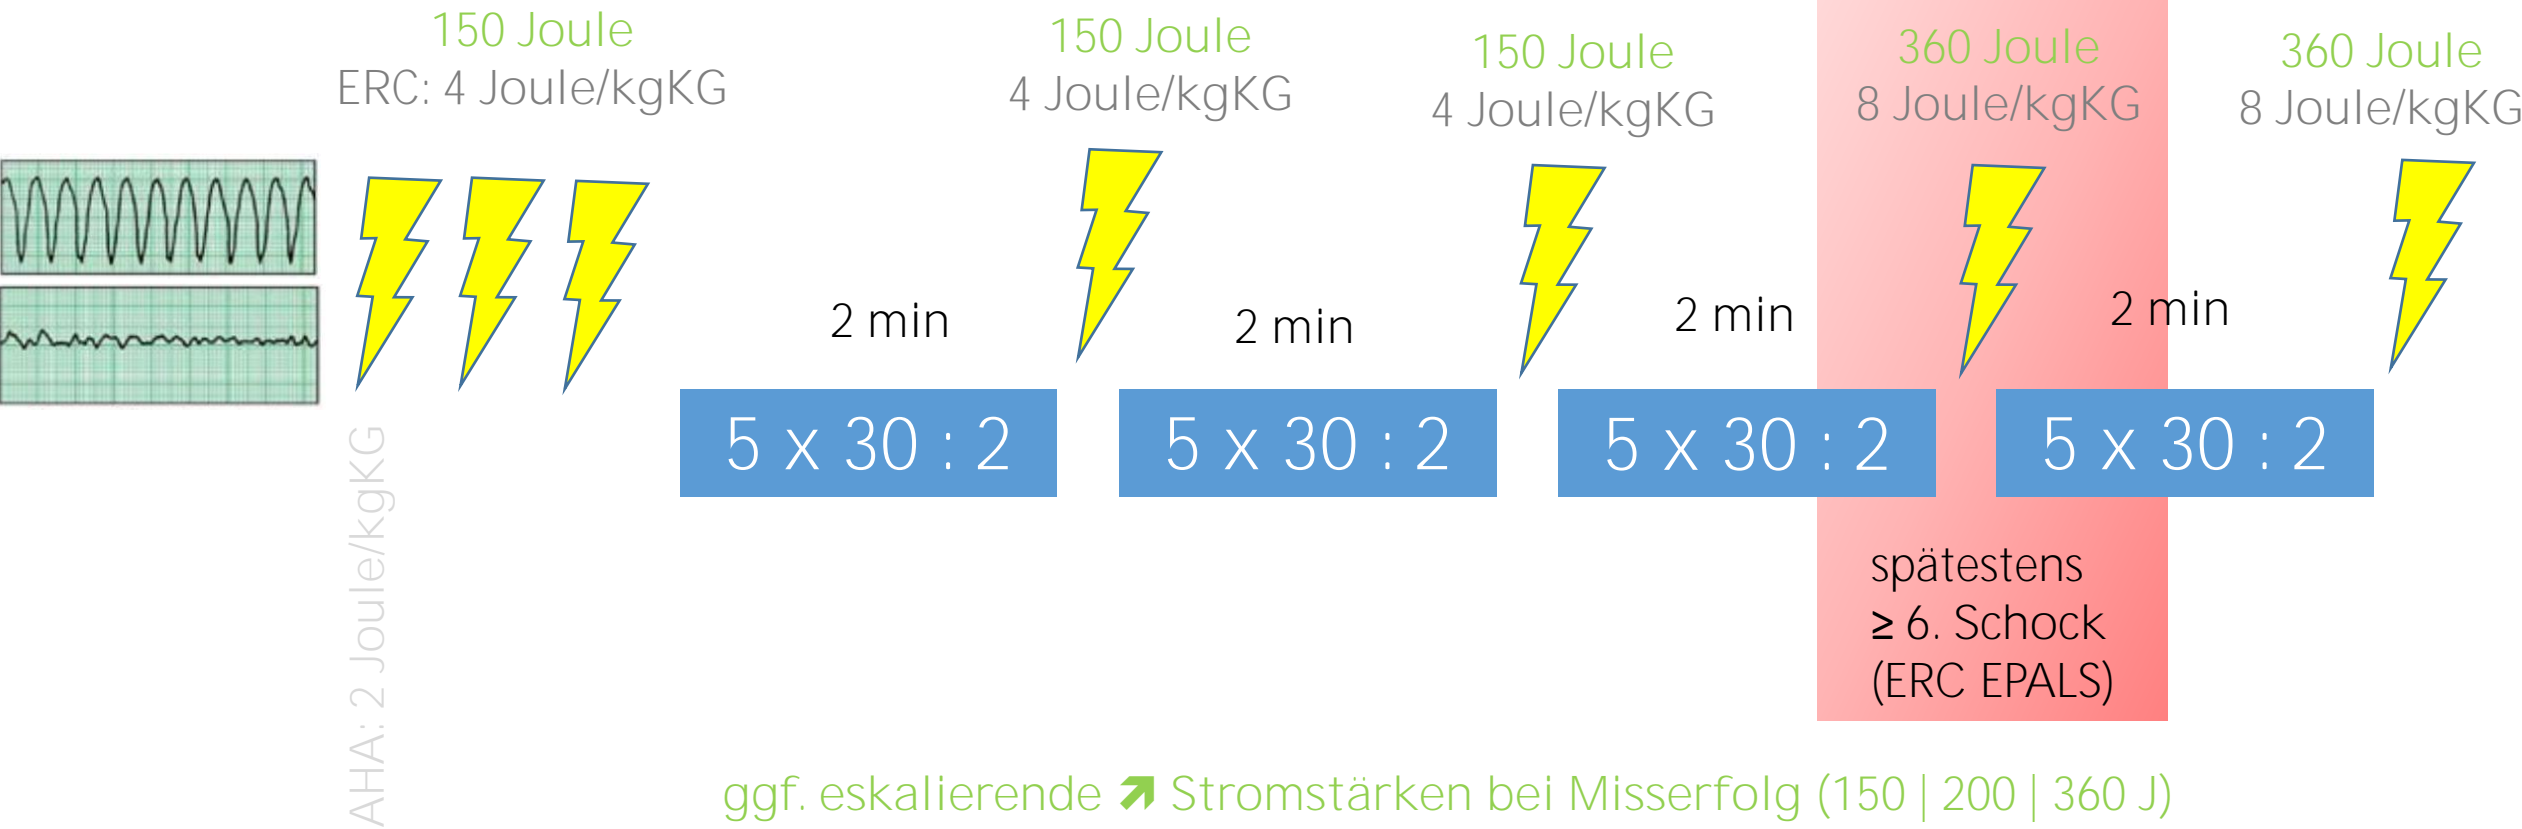 150 Joule
ERC: 4 Joule/kgKG
150 Joule
4 Joule/kgKG
150 Joule
4 Joule/kgKG
360 Joule
8 Joule/kgKG
360 Joule
8 Joule/kgKG
2 min
2 min
2 min
2 min
5 x 30 : 2
5 x 30 : 2
5 x 30 : 2
5 x 30 : 2
AHA: 2 Joule/kgKG
spätestens
≥ 6. Schock
(ERC EPALS)
ggf. eskalierende ↗ Stromstärken bei Misserfolg (150 | 200 | 360 J)